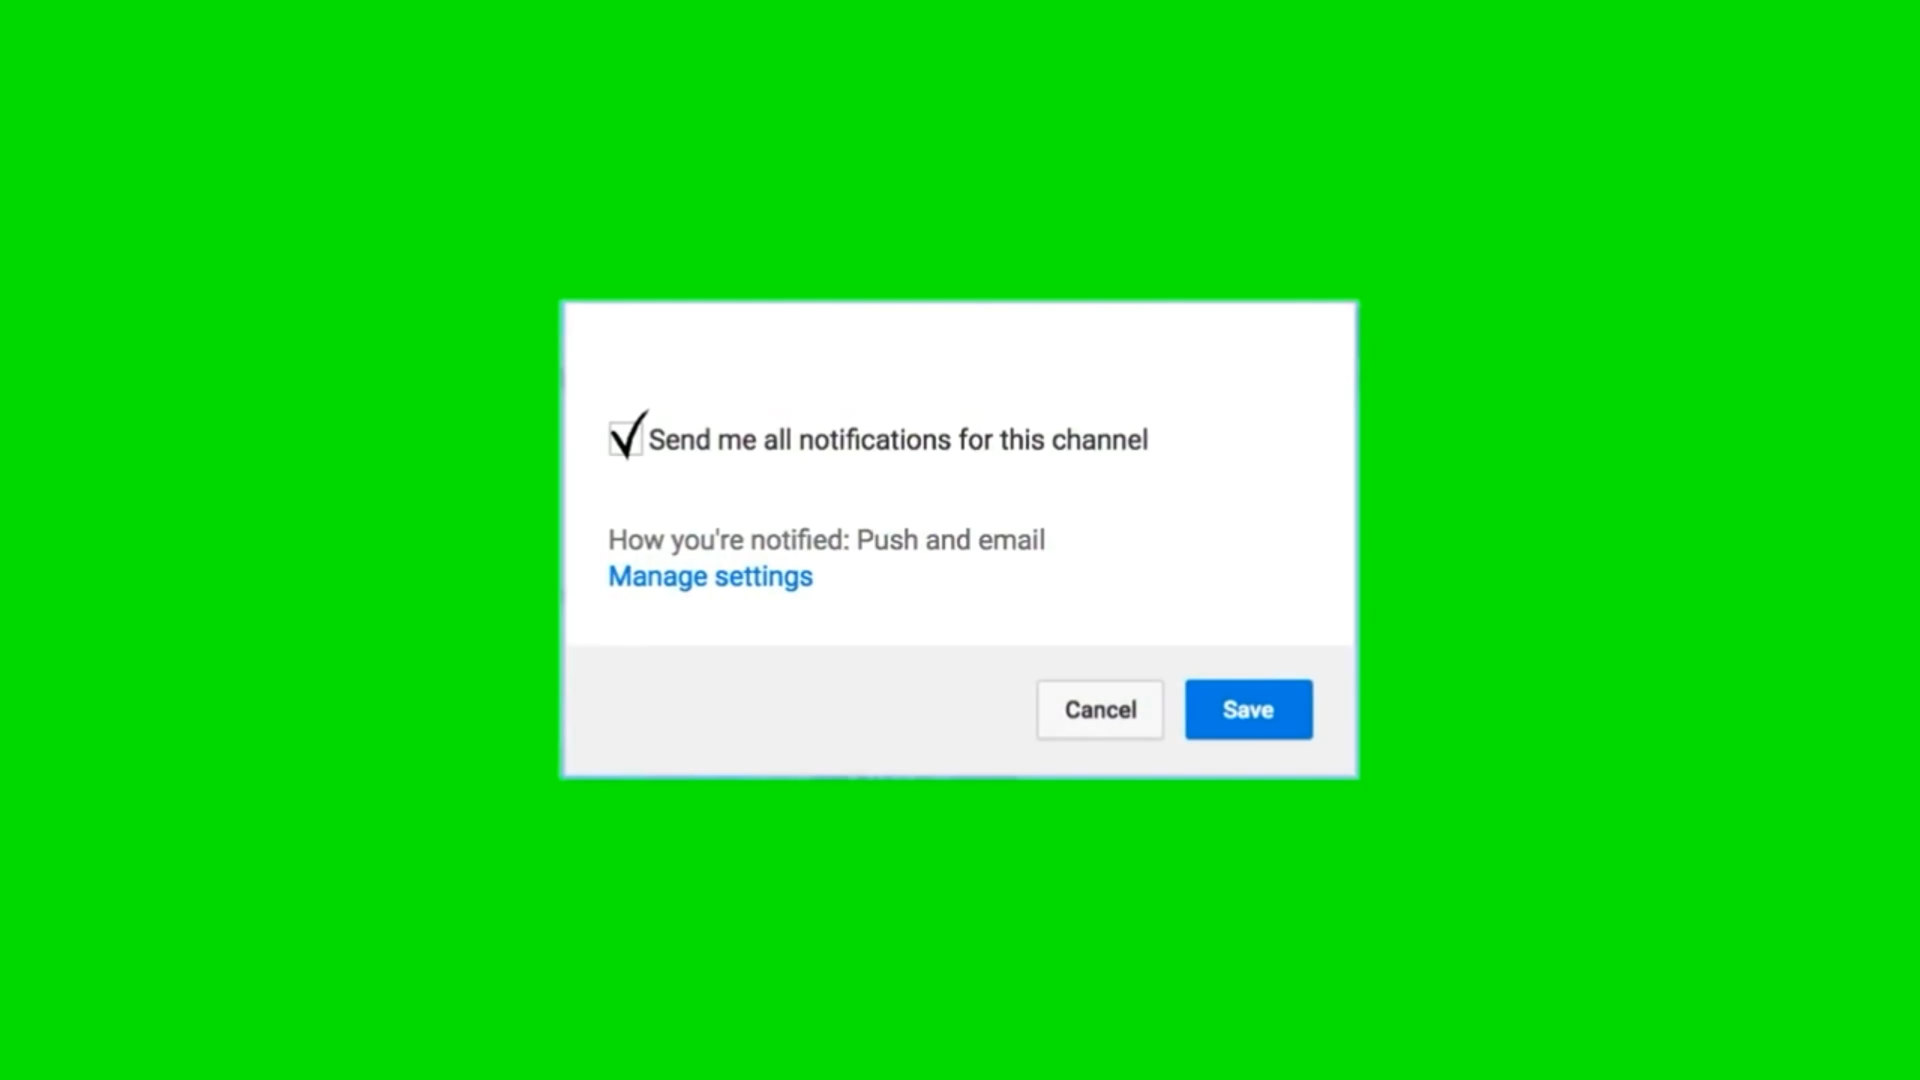 Send me all notifications for this channel
How you're notified: Push and email
Manage settings
Cancel Save